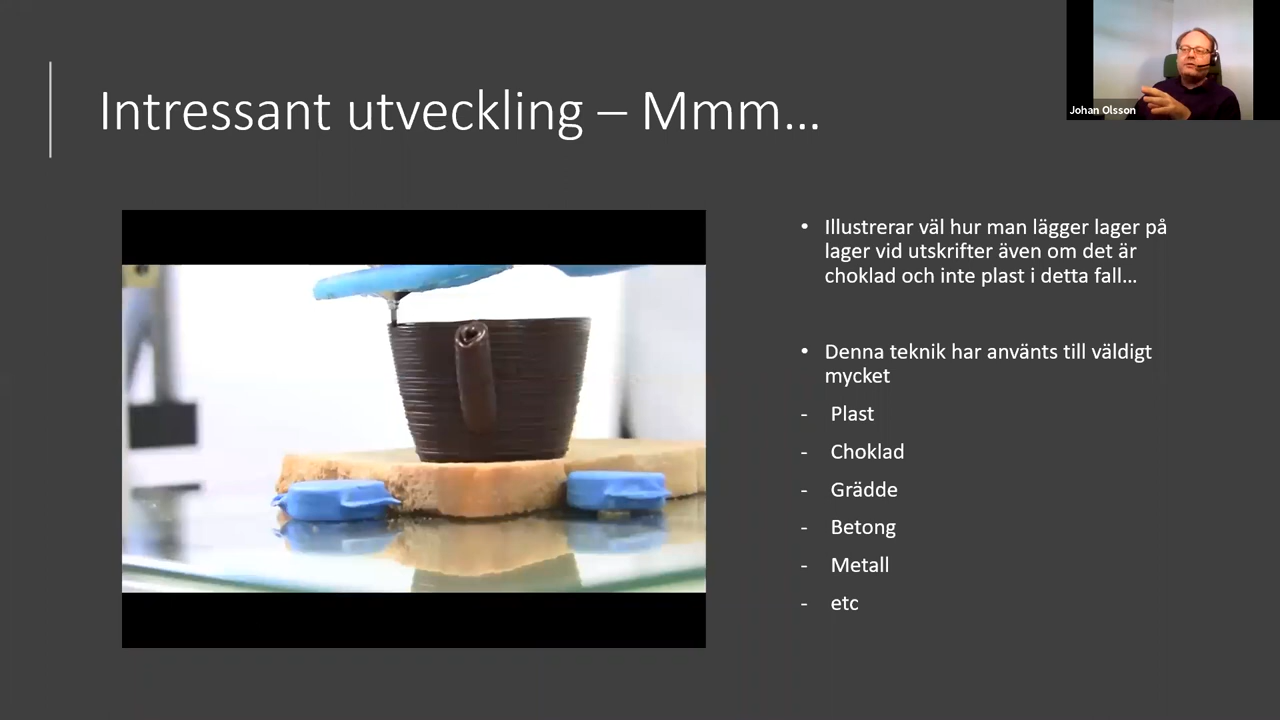 Intressant utveckling – Mmm…
Johan Olsson
• Illustrerar väl hur man lägger lager på
lager vid utskrifter även om det är
choklad och inte plast i detta fall…
• Denna teknik har använts till väldigt
mycket
- Plast
- Choklad
- Grädde
- Betong
- Metall
- etc